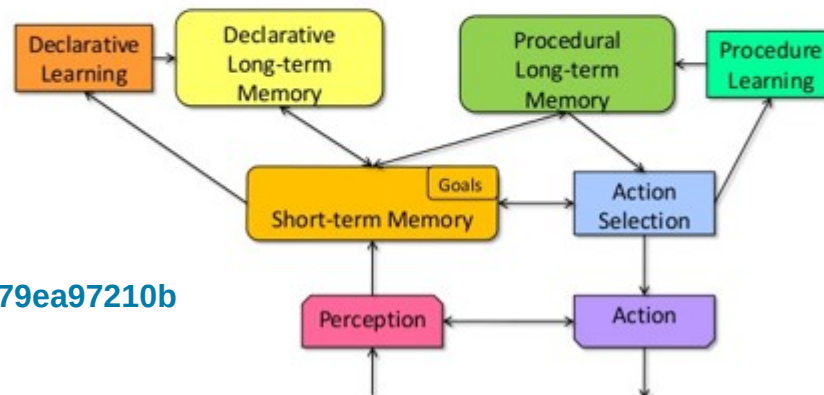 Declarative
Learning
Declarative
Long-term
Memory
Procedural
Long-term
Memory
Procedure
Learning
Goals
Short-term Memory
Action
Selection
79ea97210b
Perception
Action